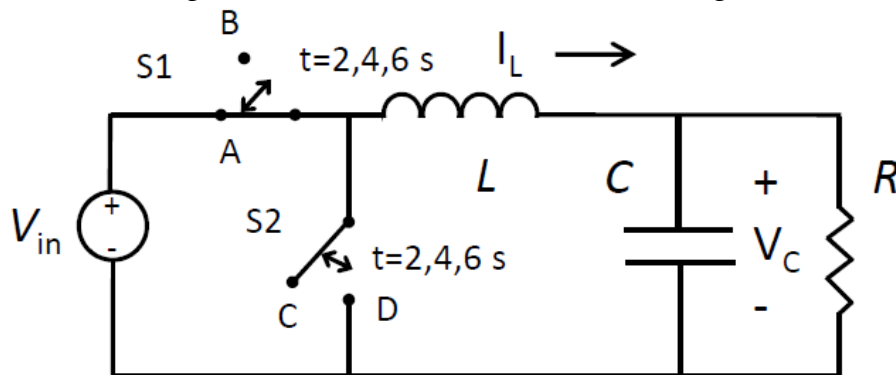 B
S1
t=2,4,6 s
I_L
A
L
C
+
R
V_in
+
-
S2
t=2,4,6 s
V_C
C
D
-